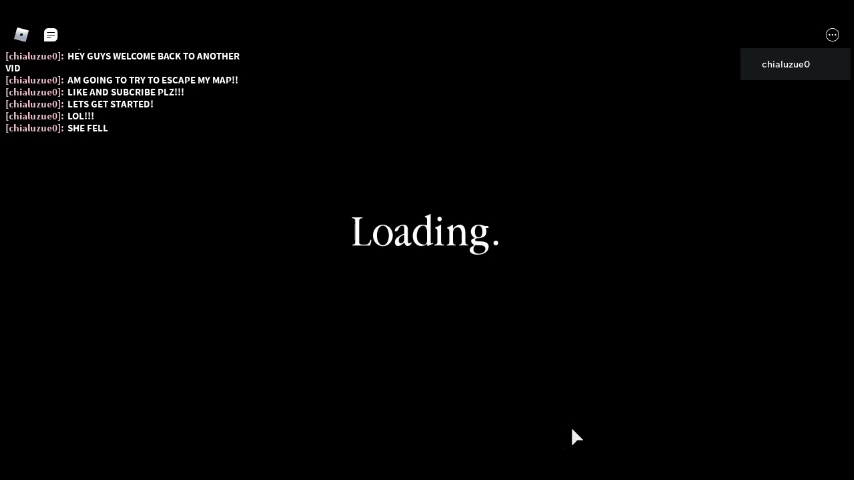 [chialuzue0]: HEY GUYS WELCOME BACK TO ANOTHER
VID
[chialuzue0]: AM GOING TO TRY TO ESCAPE MY MAP!!
[chialuzue0]: LIKE AND SUBCRIBE PLZ!!!
[chialuzue0]: LETS GET STARTED!
[chialuzue0]: LOL!!!
[chialuzue0]: SHE FELL
chialuzue0
Loading.